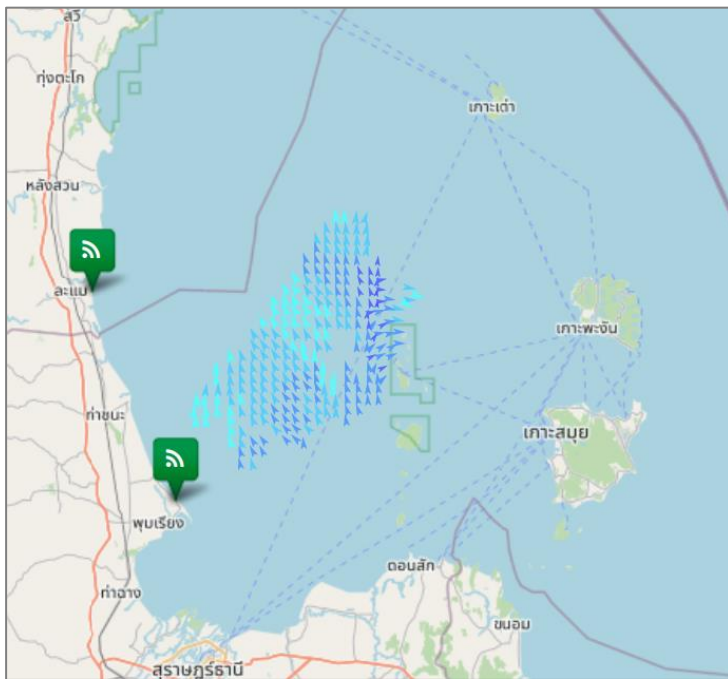 สวี
ทุ่งตะโก
เกาะเต่า
หลังสวน
ละแม
เกาะพะงัน
ท่าชนะ
เกาะสมุย
พุมเรียง
ดอนสัก
ท่าฉาง
ขนอม
สุราษฎร์ธานี